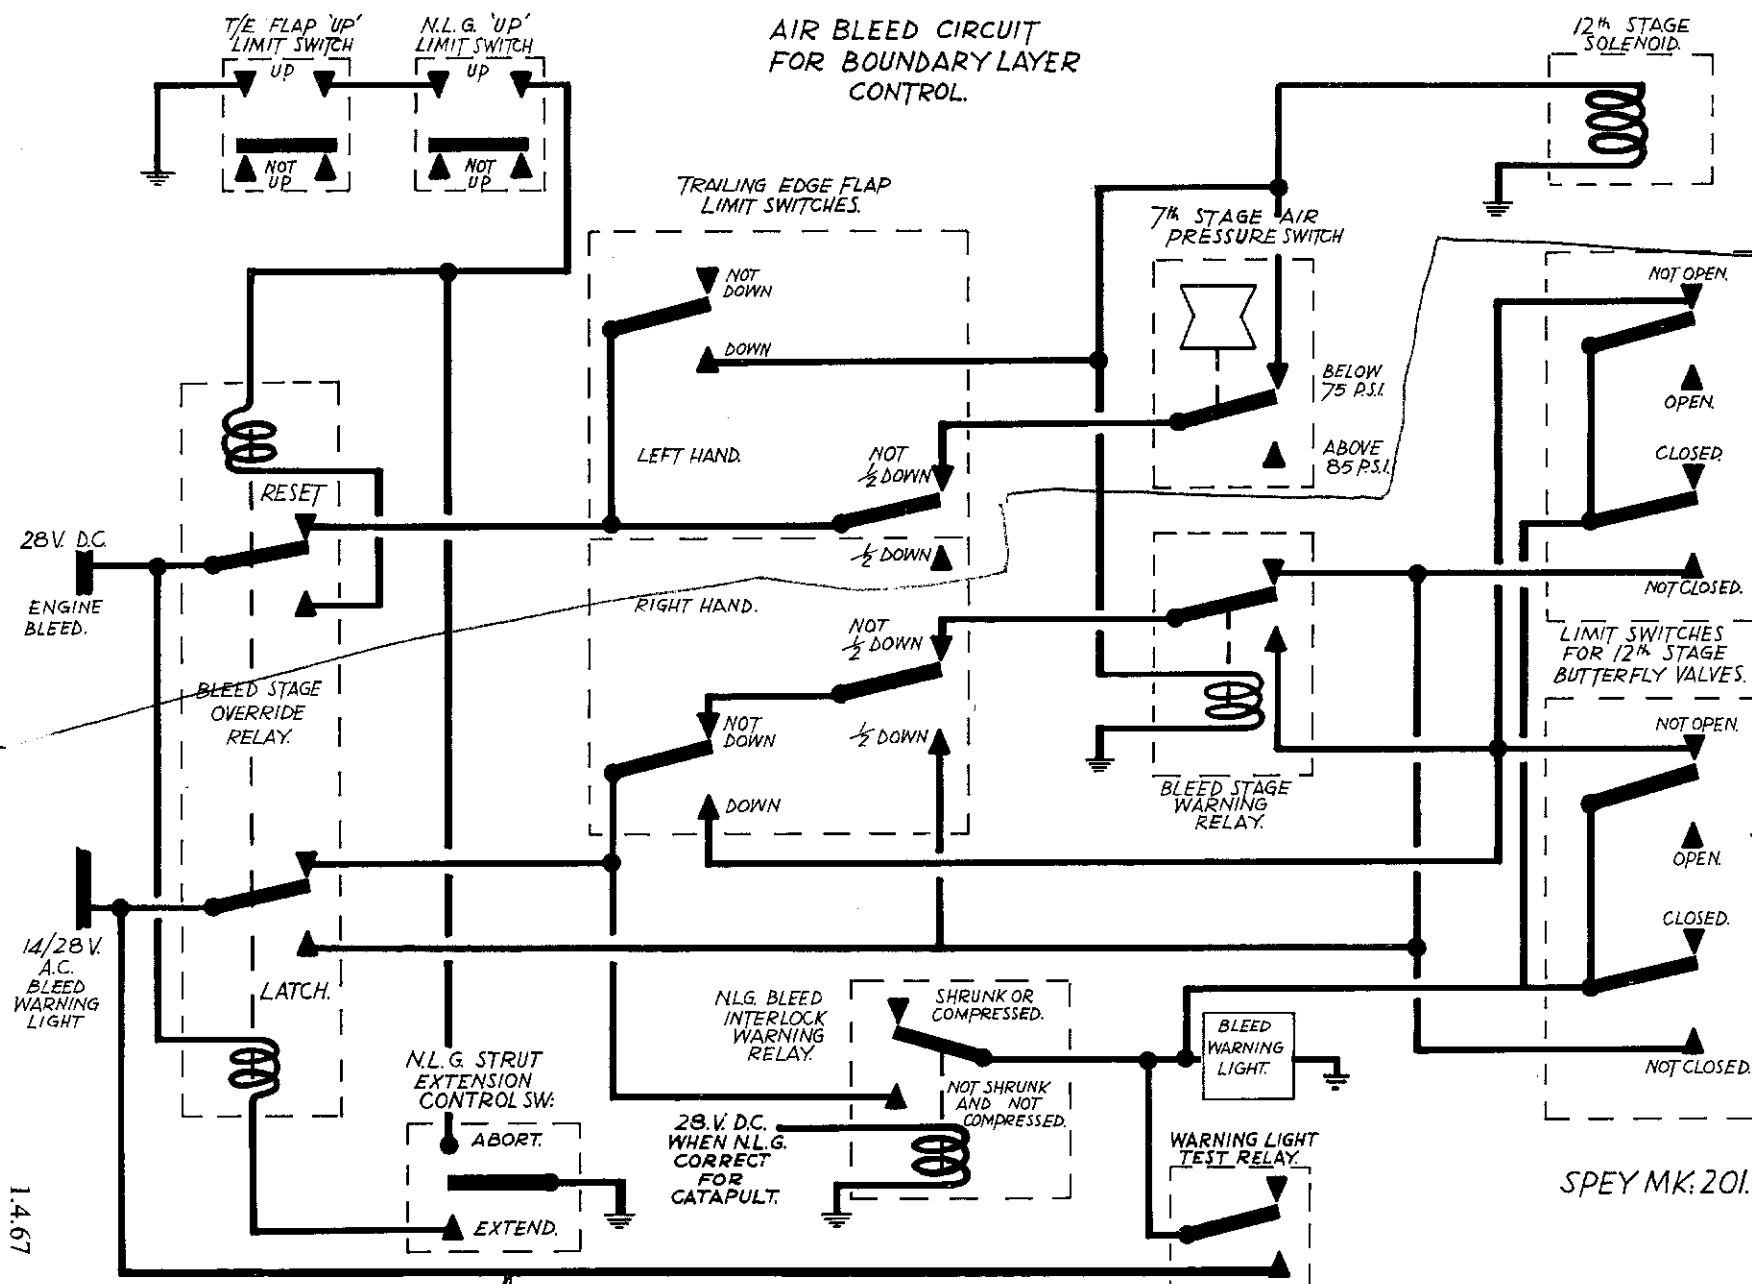 T/E FLAP 'UP'
LIMIT SWITCH
UP
NOT
UP
N.L.G. 'UP'
LIMIT SWITCH
UP
NOT
UP
AIR BLEED CIRCUIT
FOR BOUNDARY LAYER
CONTROL.
12th STAGE
SOLENOID.
TRAILING EDGE FLAP
LIMIT SWITCHES.
NOT
DOWN
DOWN
LEFT HAND.
NOT
½ DOWN
½ DOWN
RIGHT HAND.
NOT
½ DOWN
½ DOWN
NOT
DOWN
DOWN
7th STAGE AIR
PRESSURE SWITCH
BELOW
75 P.S.I.
ABOVE
85 P.S.I.
NOT OPEN.
OPEN.
CLOSED.
NOT CLOSED.
LIMIT SWITCHES
FOR 12th STAGE
BUTTERFLY VALVES.
NOT OPEN.
OPEN.
CLOSED.
NOT CLOSED.
RESET
28V. D.C.
ENGINE
BLEED.
BLEED STAGE
OVERRIDE
RELAY.
LATCH.
14/28 V.
A.C.
BLEED
WARNING
LIGHT
BLEED STAGE
WARNING
RELAY.
N.L.G. STRUT
EXTENSION
CONTROL SW:
ABORT.
EXTEND.
N.L.G. BLEED
INTERLOCK
WARNING
RELAY.
SHRUNK OR
COMPRESSED.
NOT SHRUNK
AND NOT
COMPRESSED.
28.V. D.C.
WHEN N.L.G.
CORRECT
FOR
CATAPULT.
BLEED
WARNING
LIGHT.
WARNING LIGHT
TEST RELAY.
SPEY MK: 201.
1.4.67